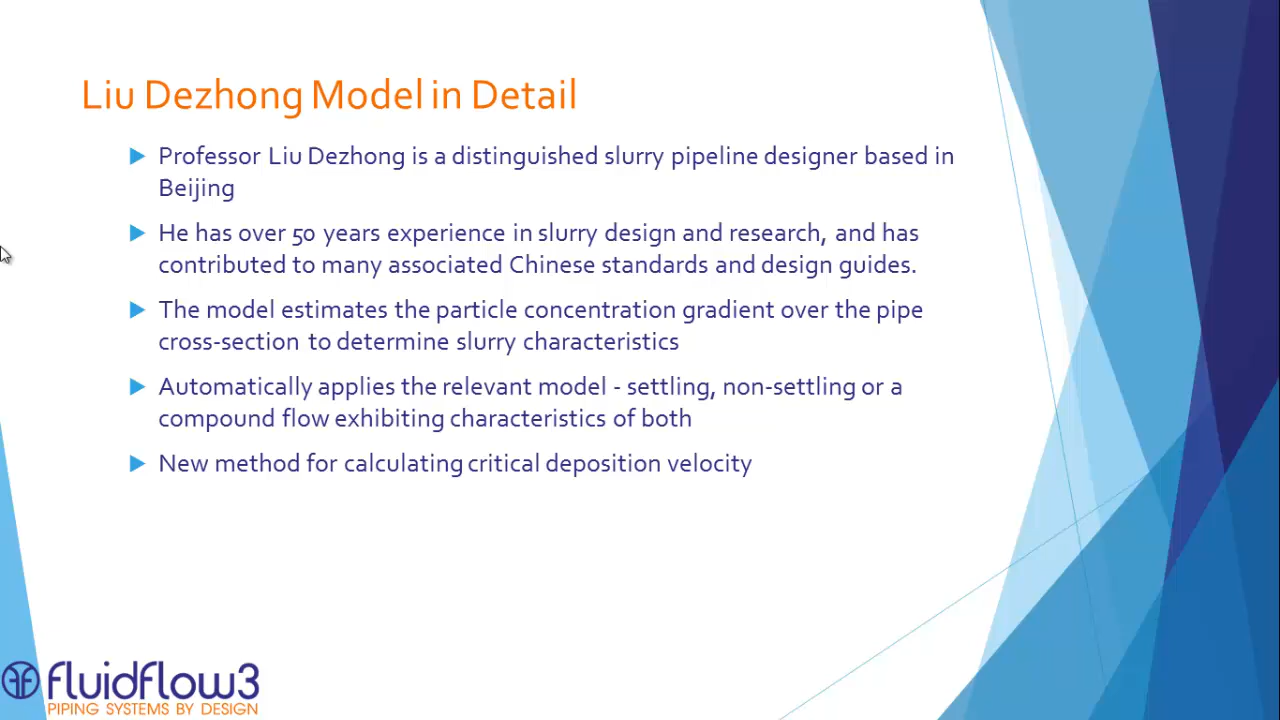 Liu Dezhong Model in Detail
Professor Liu Dezhong is a distinguished slurry pipeline designer based in
Beijing
He has over 50 years experience in slurry design and research, and has
contributed to many associated Chinese standards and design guides.
The model estimates the particle concentration gradient over the pipe
cross-section to determine slurry characteristics
Automatically applies the relevant model - settling, non-settling or a
compound flow exhibiting characteristics of both
New method for calculating critical deposition velocity
fluidflow3
PIPING SYSTEMS BY DESIGN